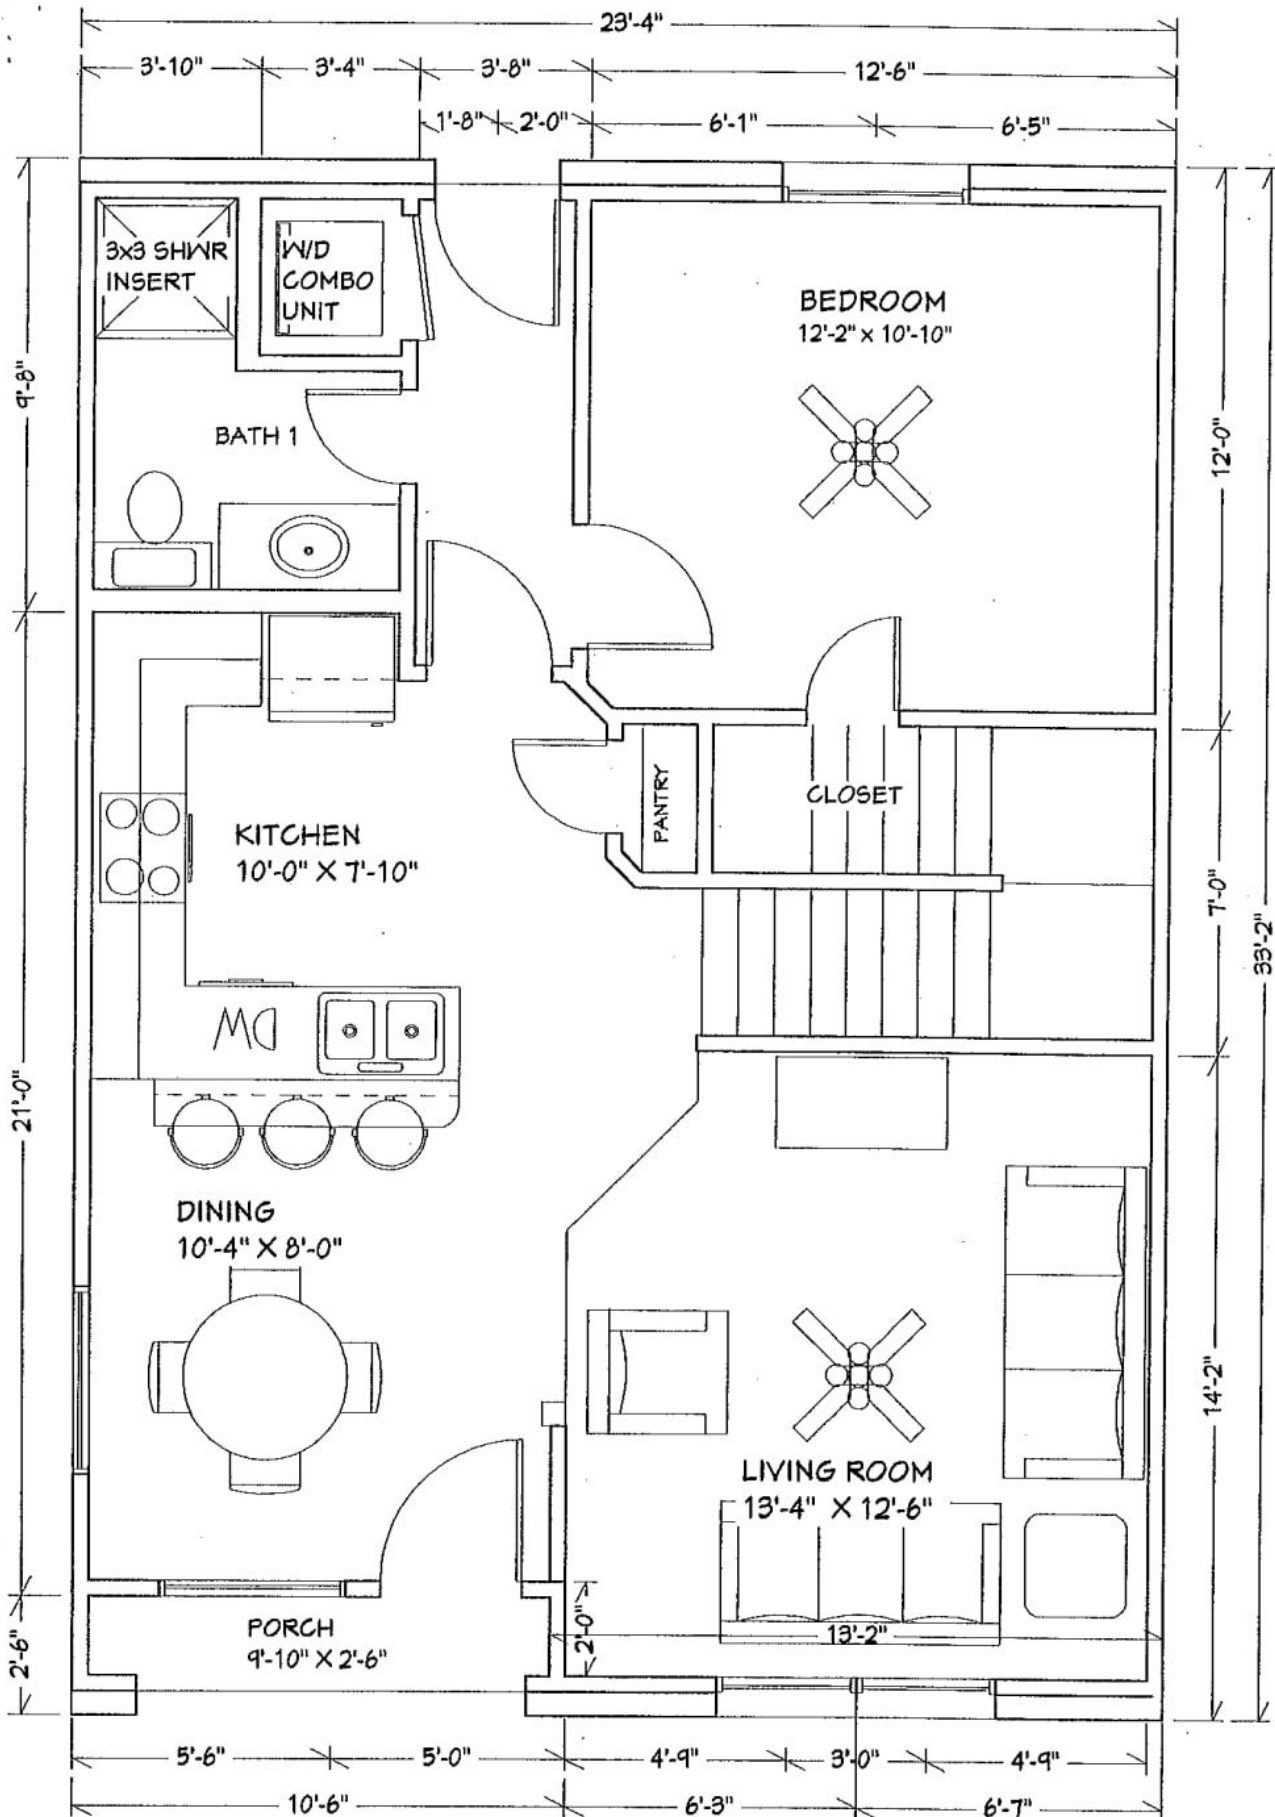 23'-4"
3'-10" 3'-4" 3'-8" 12'-6"
1'-8" 2'-0" 6'-1" 6'-5"
3x3 SHWR
INSERT
W/D
COMBO
UNIT
BEDROOM
12'-2" x 10'-10"
9'-8"
BATH 1
12'-0"
CLOSET
PANTRY
KITCHEN
10'-0" X 7'-10"
7'-0"
33'-2"
DW
21'-0"
DINING
10'-4" X 8'-0"
14'-2"
LIVING ROOM
13'-4" X 12'-6"
PORCH
9'-10" X 2'-6"
2'-6"
2'-0"
13'-2"
5'-6" 5'-0" 4'-9" 3'-0" 4'-9"
10'-6" 6'-3" 6'-7"